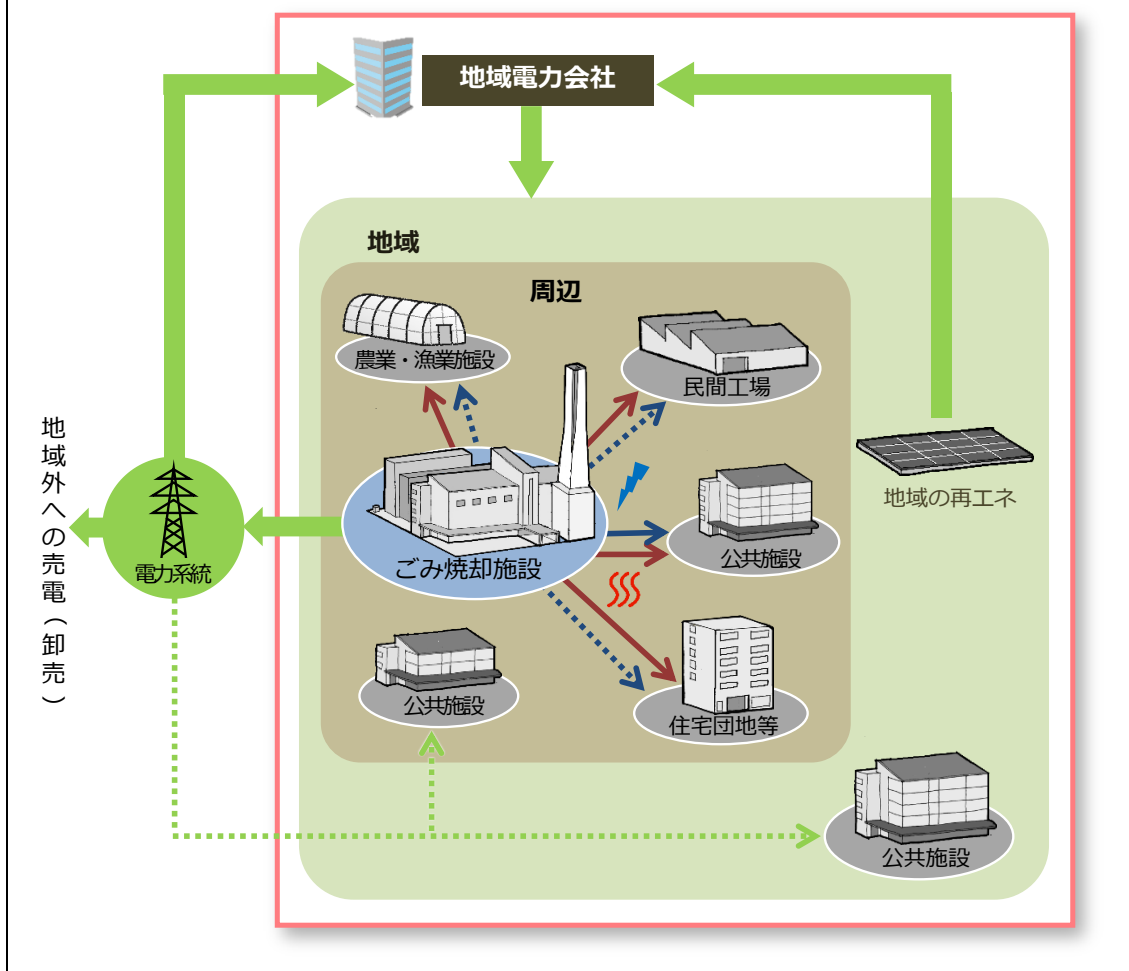 地域電力会社
地域
周辺
農業・漁業施設
民間工場
地域の再エネ
地域外への売電(卸売)
電力系統
ごみ焼却施設
公共施設
公共施設
住宅団地等
公共施設